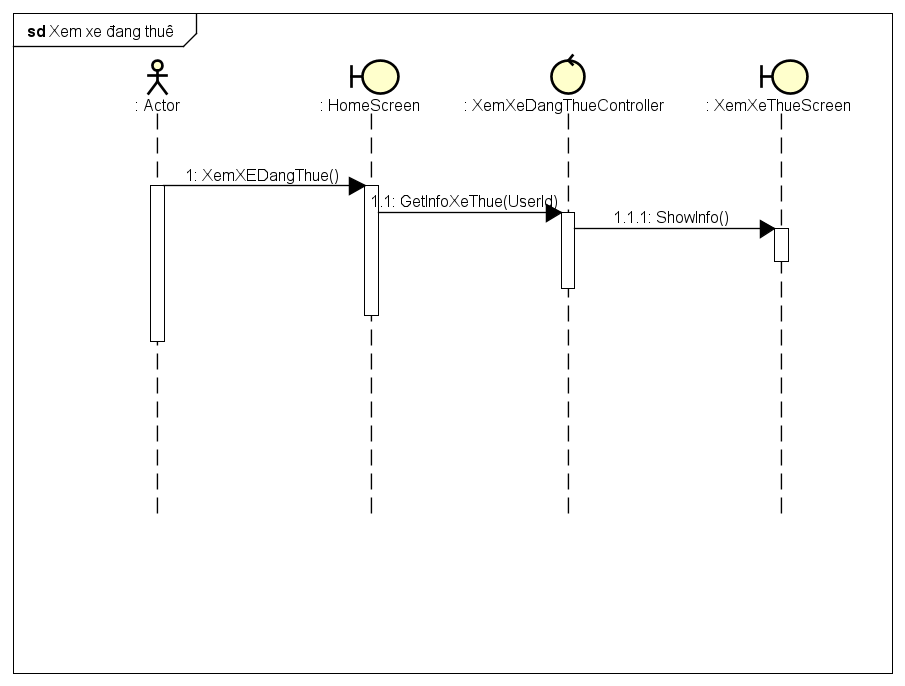 sd Xem xe đang thuê
: Actor
: HomeScreen
: XemXeDangThueController
: XemXeThueScreen
1: XemXEDangThue()
1.1: GetInfoXeThue(UserId)
1.1.1: ShowInfo()